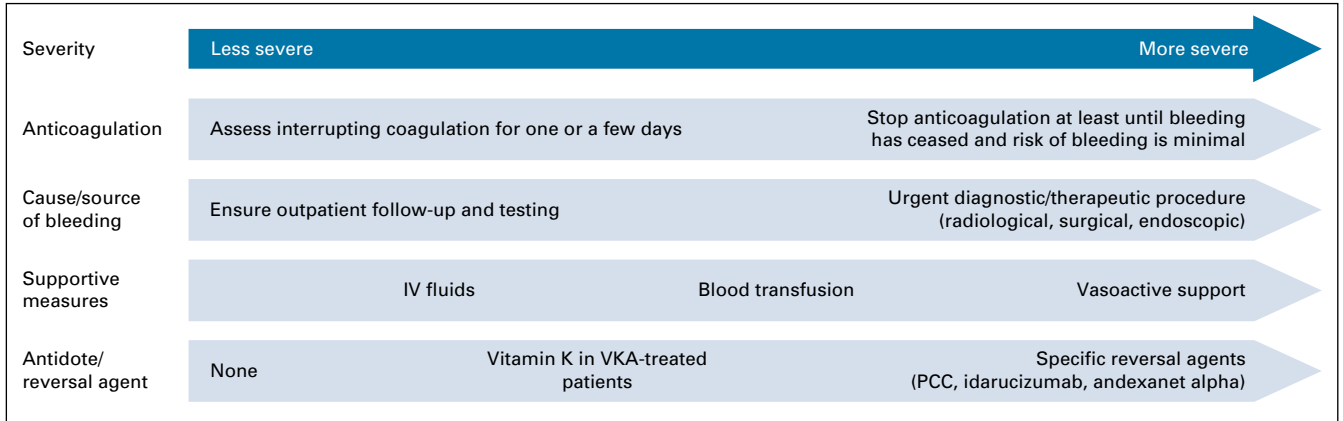 Severity
Less severe
More severe
Anticoagulation
Assess interrupting coagulation for one or a few days
Stop anticoagulation at least until bleeding
has ceased and risk of bleeding is minimal
Cause/source
of bleeding
Ensure outpatient follow-up and testing
Urgent diagnostic/therapeutic procedure
(radiological, surgical, endoscopic)
Supportive
measures
IV fluids
Blood transfusion
Vasoactive support
Antidote/
reversal agent
None
Vitamin K in VKA-treated
patients
Specific reversal agents
(PCC, idarucizumab, andexanet alpha)